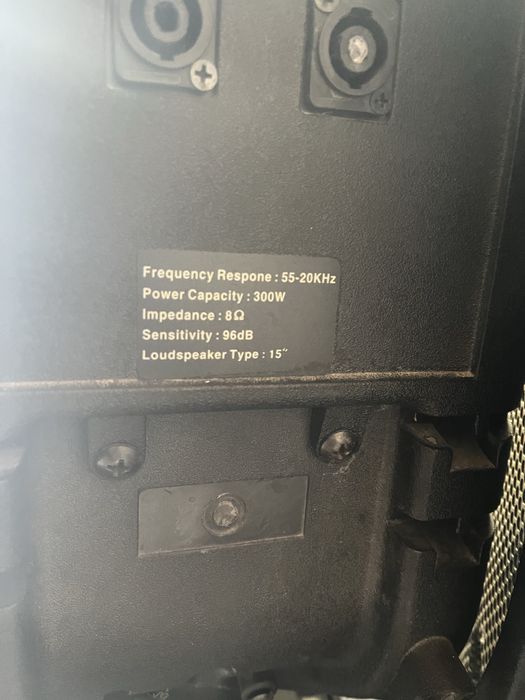 Frequency Respone : 55-20KHz
Power Capacity : 300W
Impedance : 8Ω
Sensitivity : 96dB
Loudspeaker Type : 15"